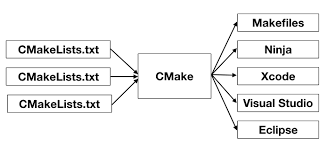 CMakeLists.txt
CMakeLists.txt
CMakeLists.txt
CMake
Makefiles
Ninja
Xcode
Visual Studio
Eclipse